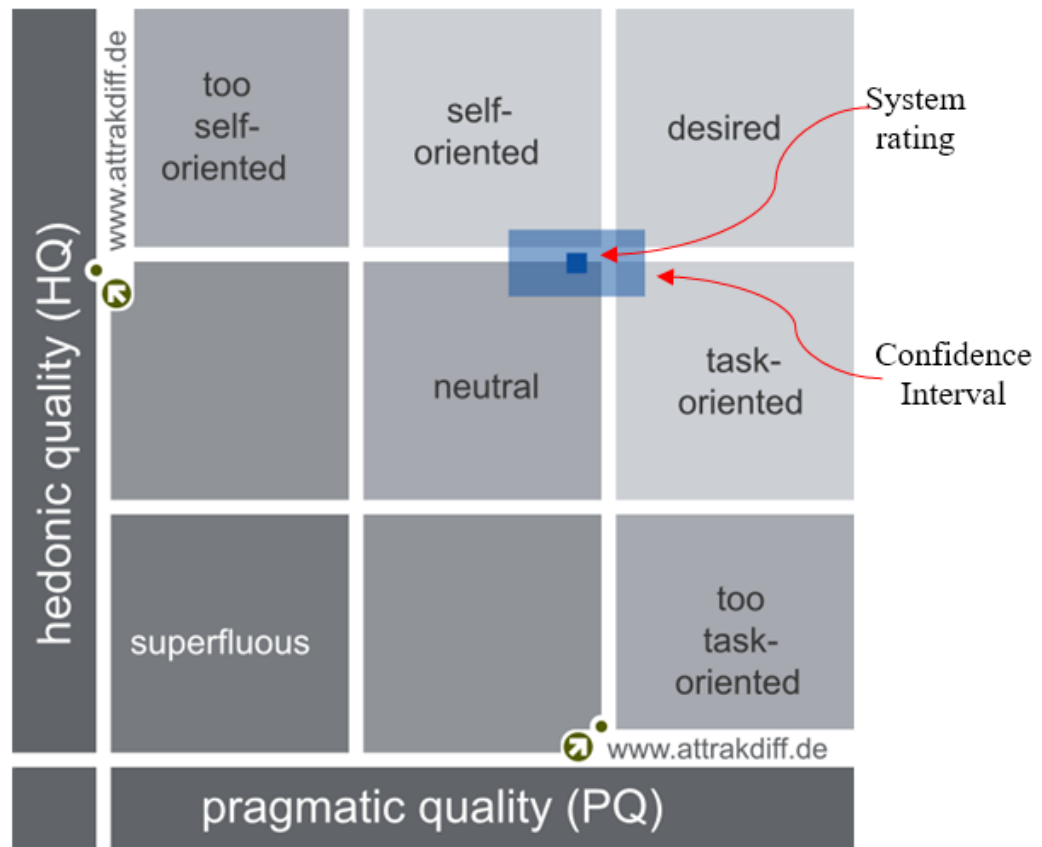 www.attrakdiff.de
too
self-
oriented
self-
oriented
desired
System
rating
hedonic quality (HQ)
neutral
task-
oriented
Confidence
Interval
superfluous
too
task-
oriented
www.attrakdiff.de
pragmatic quality (PQ)